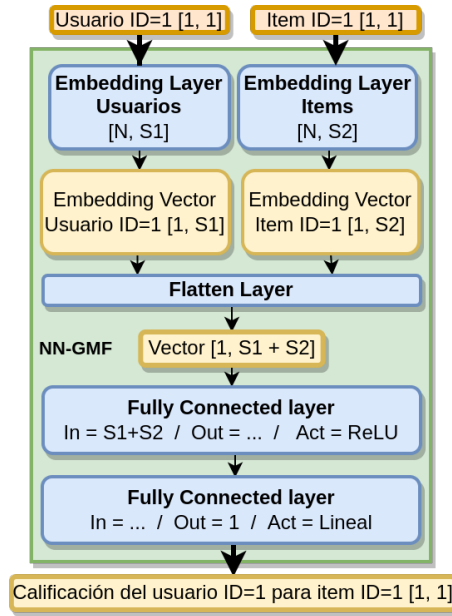 Usuario ID=1 [1, 1]
Item ID=1 [1, 1]
Embedding Layer
Usuarios
[N, S1]
Embedding Layer
Items
[N, S2]
Embedding Vector
Usuario ID=1 [1, S1]
Embedding Vector
Item ID=1 [1, S2]
Flatten Layer
NN-GMF
Vector [1, S1 + S2]
Fully Connected layer
In = S1+S2 / Out = ... / Act = ReLU
Fully Connected layer
In = ... / Out = 1 / Act = Lineal
Calificación del usuario ID=1 para item ID=1 [1, 1]